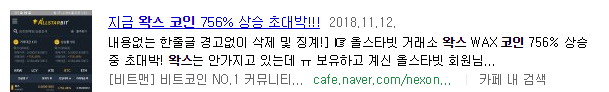 ALLSTARBIT
지금 왁스 코인 756% 상승 초대박!!! 2018.11.12.
내용없는 한줄글 경고없이 삭제 및 징계!] ☞ 올스타빗 거래소 왁스 WAX 코인 756% 상승
중 초대박! 왁스는 안가지고 있는데 ㅠ 보유하고 계신 올스타빗 회원님...
[비트맨] 비트코인 NO.1 커뮤니티... cafe.naver.com/nexon... | 카페 내 검색